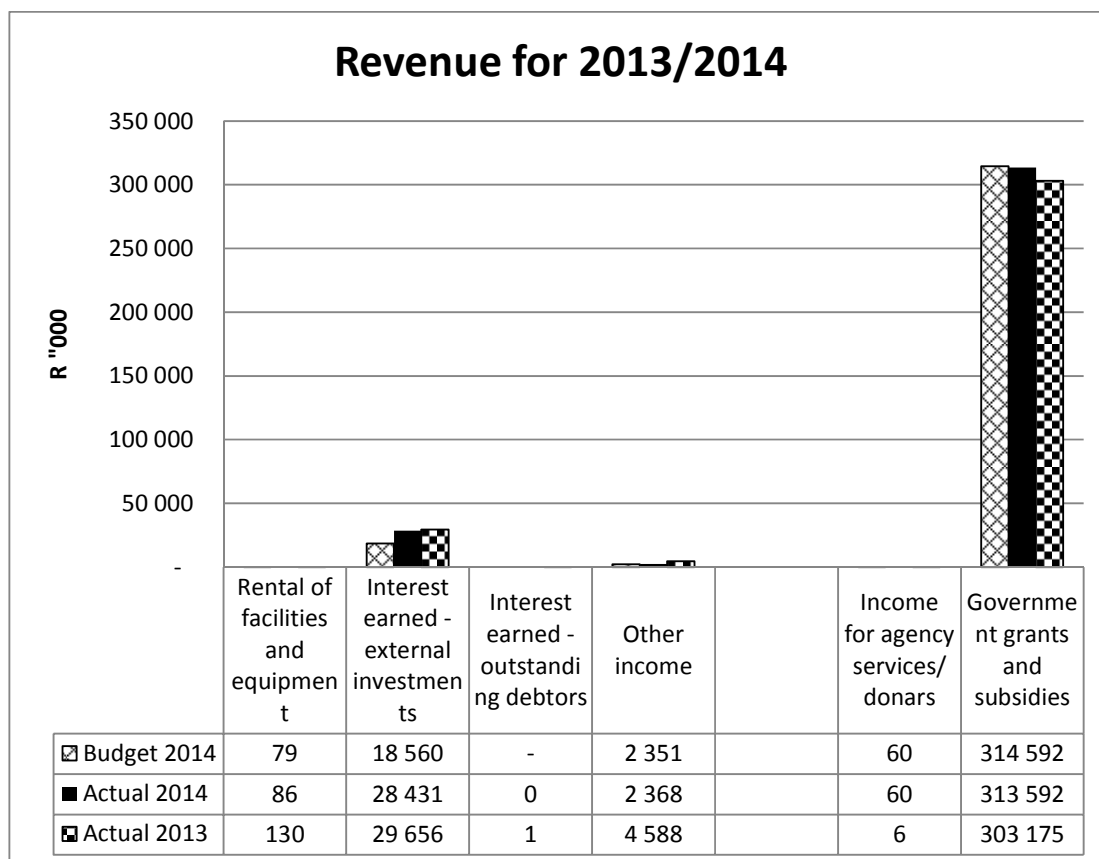 Revenue for 2013/2014
350 000
300 000
250 000
200 000
150 000
100 000
50 000
-
R "000
Rental of
facilities
and
equipmen
t
Interest
earned -
external
investmen
ts
Interest
earned -
outstandi
ng debtors
Other
income
Income
for agency
services/
donars
Governme
nt grants
and
subsidies
Budget 2014 79 18 560 - 2 351 60 314 592
Actual 2014 86 28 431 0 2 368 60 313 592
Actual 2013 130 29 656 1 4 588 6 303 175